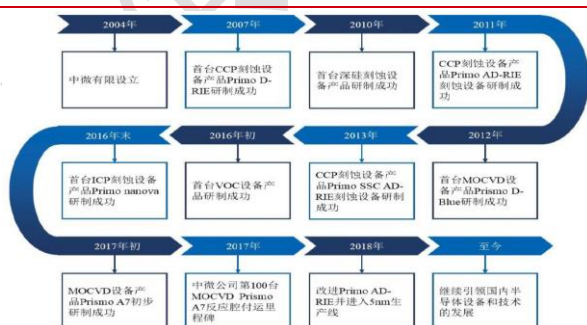 2004年
2007年
2010年
2011年
中微有限设立
首台CCP刻蚀设
备产品Primo D-
RIE研制成功
首台深硅刻蚀设
备产品研制成功
CCP刻蚀设备产
品Primo AD-RIE
刻蚀设备研制成
功
2016年末
2016年初
2013年
2012年
首台ICP刻蚀设备
产品Primo nanova
研制成功
首台VOC设备产
品研制成功
CCP刻蚀设备产
品Primo SSC AD-
RIE刻蚀设备研制
成功
首台MOCVD设
备产品Prismo D-
Blue研制成功
2017年初
2017年
2018年
至今
MOCVD设备产
品Prismo A7初步
研制成功
中微公司第100台
MOCVD Prismo
A7反应腔付运里
程碑
改进Primo AD-
RIE并进入5nm生
产线
继续引领国内半
导体设备和技术
的发展